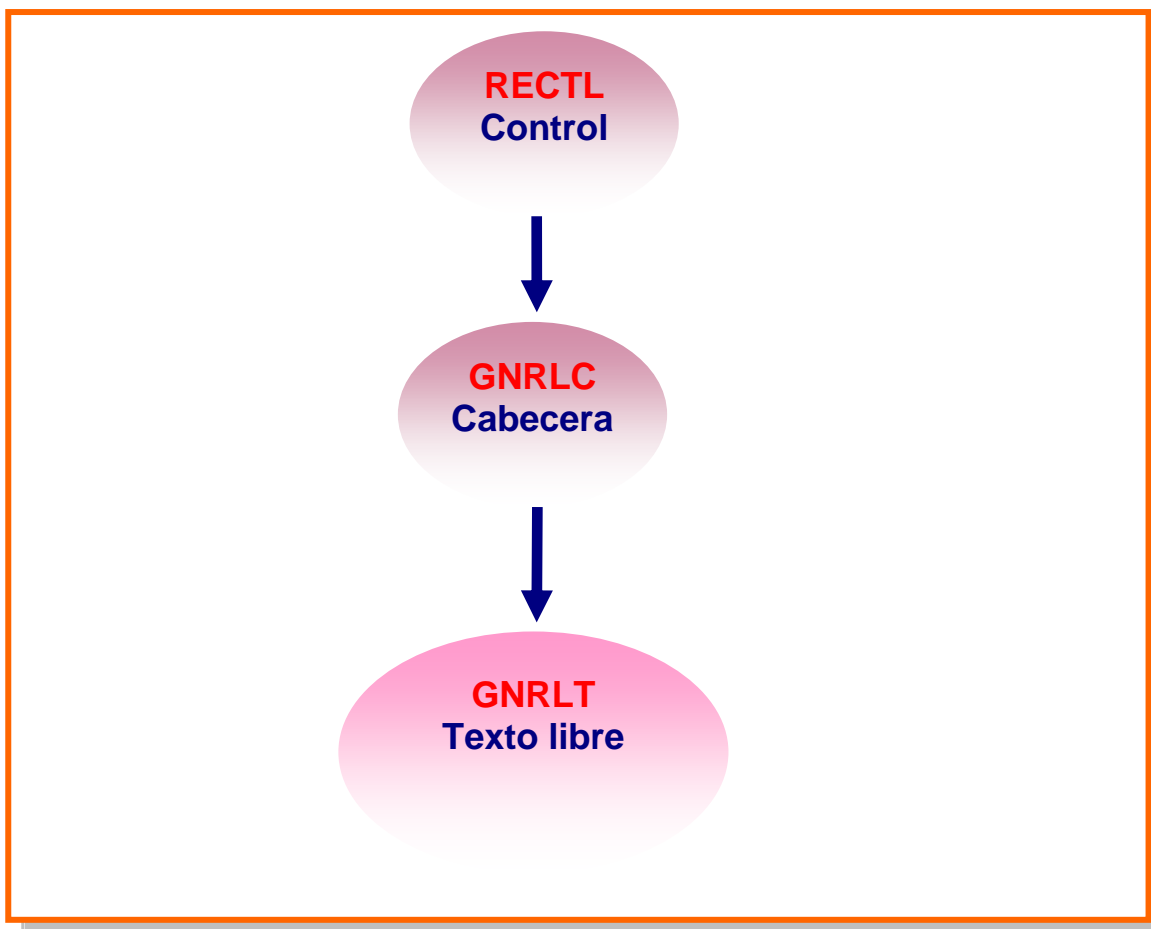 RECTL
Control
GNRLC
Cabecera
GNRLT
Texto libre